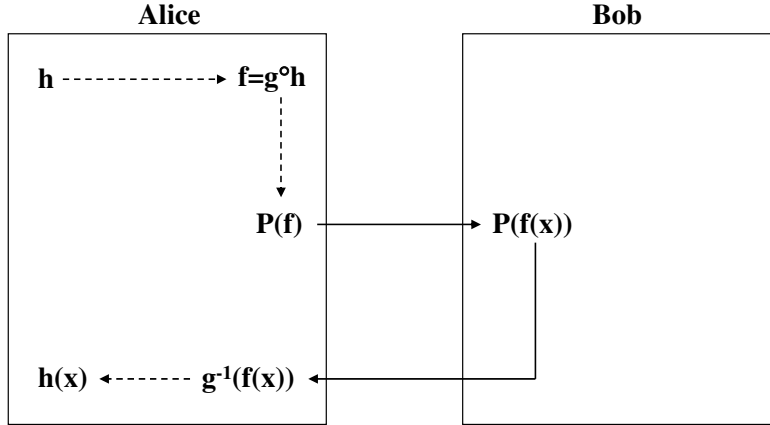 Alice
Bob
h
f=g°h
P(f)
P(f(x))
h(x)
g⁻¹(f(x))